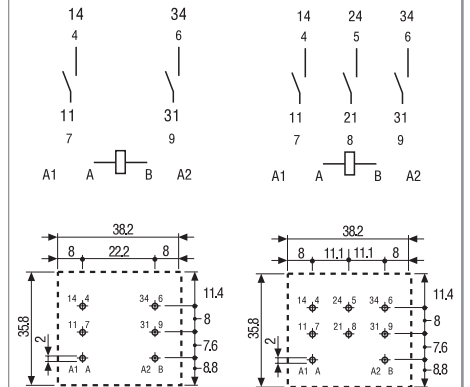 14 34 14 24 34
4 6 4 5 6
11 31 11 21 31
7 9 7 8 9
A1 A B A2 A1 A B A2
38.2 38.2
8 22.2 8 8 11.1 11.1 8
35.8 14 4 34 6 11.4 35.8 14 4 24 5 34 6 11.4
8 8
11 7 31 9 11 7 21 8 31 9
2 7.6 2 7.6
A1 A A2 B 8.8 A1 A A2 B 8.8